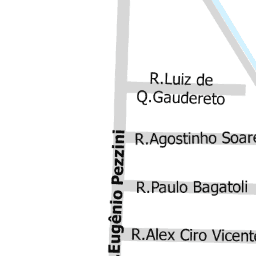 R.Luiz de
Q.Gaudereto
R.Agostinho Soare
R.Paulo Bagatoli
R.Alex Ciro Vicente
.Eugênio Pezzini